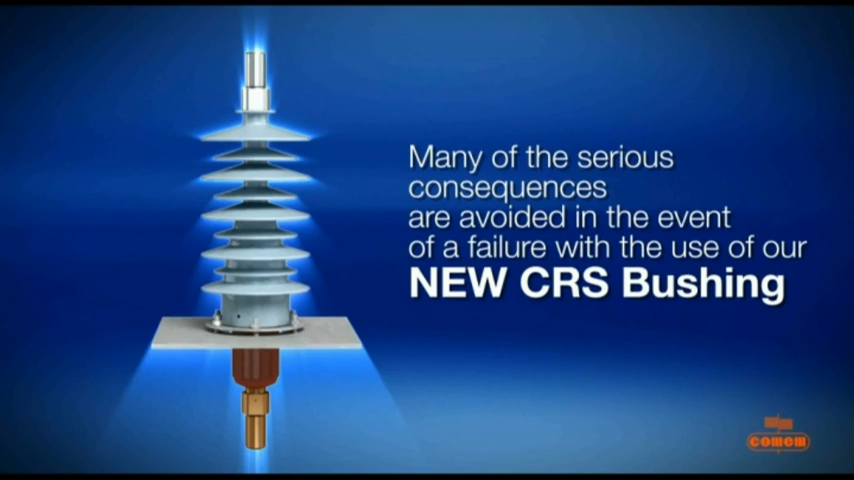 Many of the serious
consequences
are avoided in the event
of a failure with the use of our
NEW CRS Bushing
comem